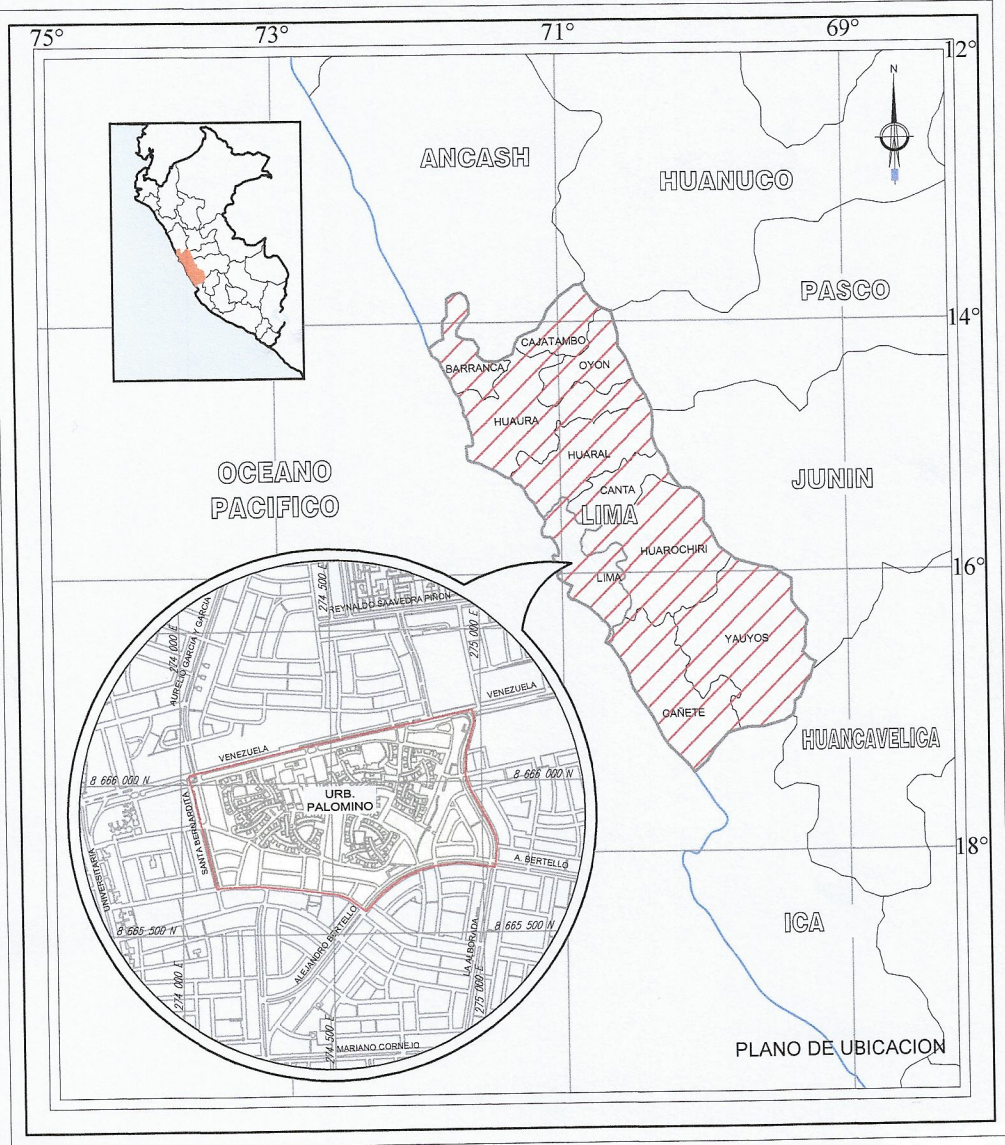 75°
73°
71°
69°
12°
N
ANCASH
HUANUCO
PASCO
14°
CAJATAMBO
BARRANCA
OYON
HUAURA
HUARAL
OCEANO
PACIFICO
JUNIN
CANTA
LIMA
HUAROCHIRI
16°
LIMA
YAUYOS
CAÑETE
HUANCAVELICA
274 500 E
REYNALDO SAAVEDRA PIÑON
274 000 E
AURELIO GARCIA Y GARCIA
275 000 E
VENEZUELA
VENEZUELA
8 666 000 N
8 666 000 N
URB.
PALOMINO
SANTA BERNARDITA
UNIVERSITARIA
A. BERTELLO
18°
8 665 500 N
8 665 500 N
ALEJANDRO BERTELLO
LA ALBORADA
274 000 E
275 000 E
274 500 E
MARIANO CORNEJO
ICA
PLANO DE UBICACION